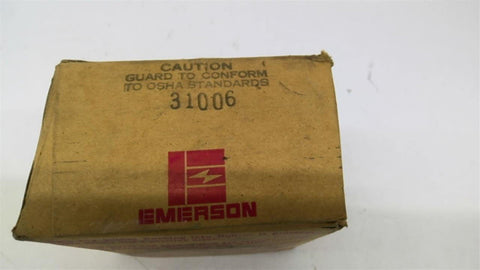 CAUTION
GUARD TO CONFORM
TO OSHA STANDARDS
31006
EMERSON